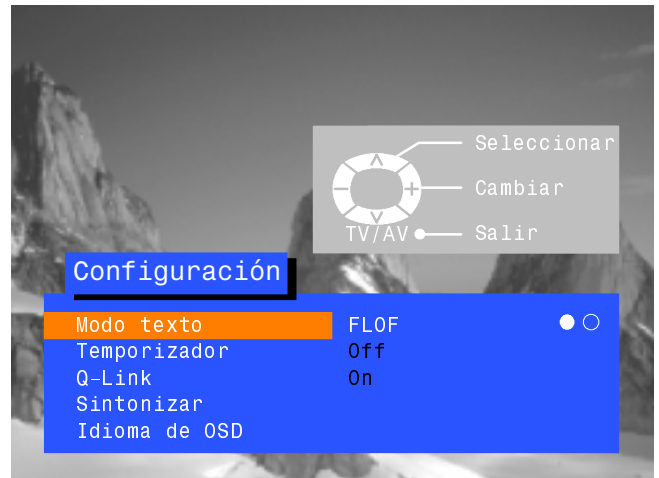 Seleccionar
Cambiar
TV/AV Salir
Configuración
Modo texto FLOF
Temporizador Off
Q-Link On
Sintonizar
Idioma de OSD